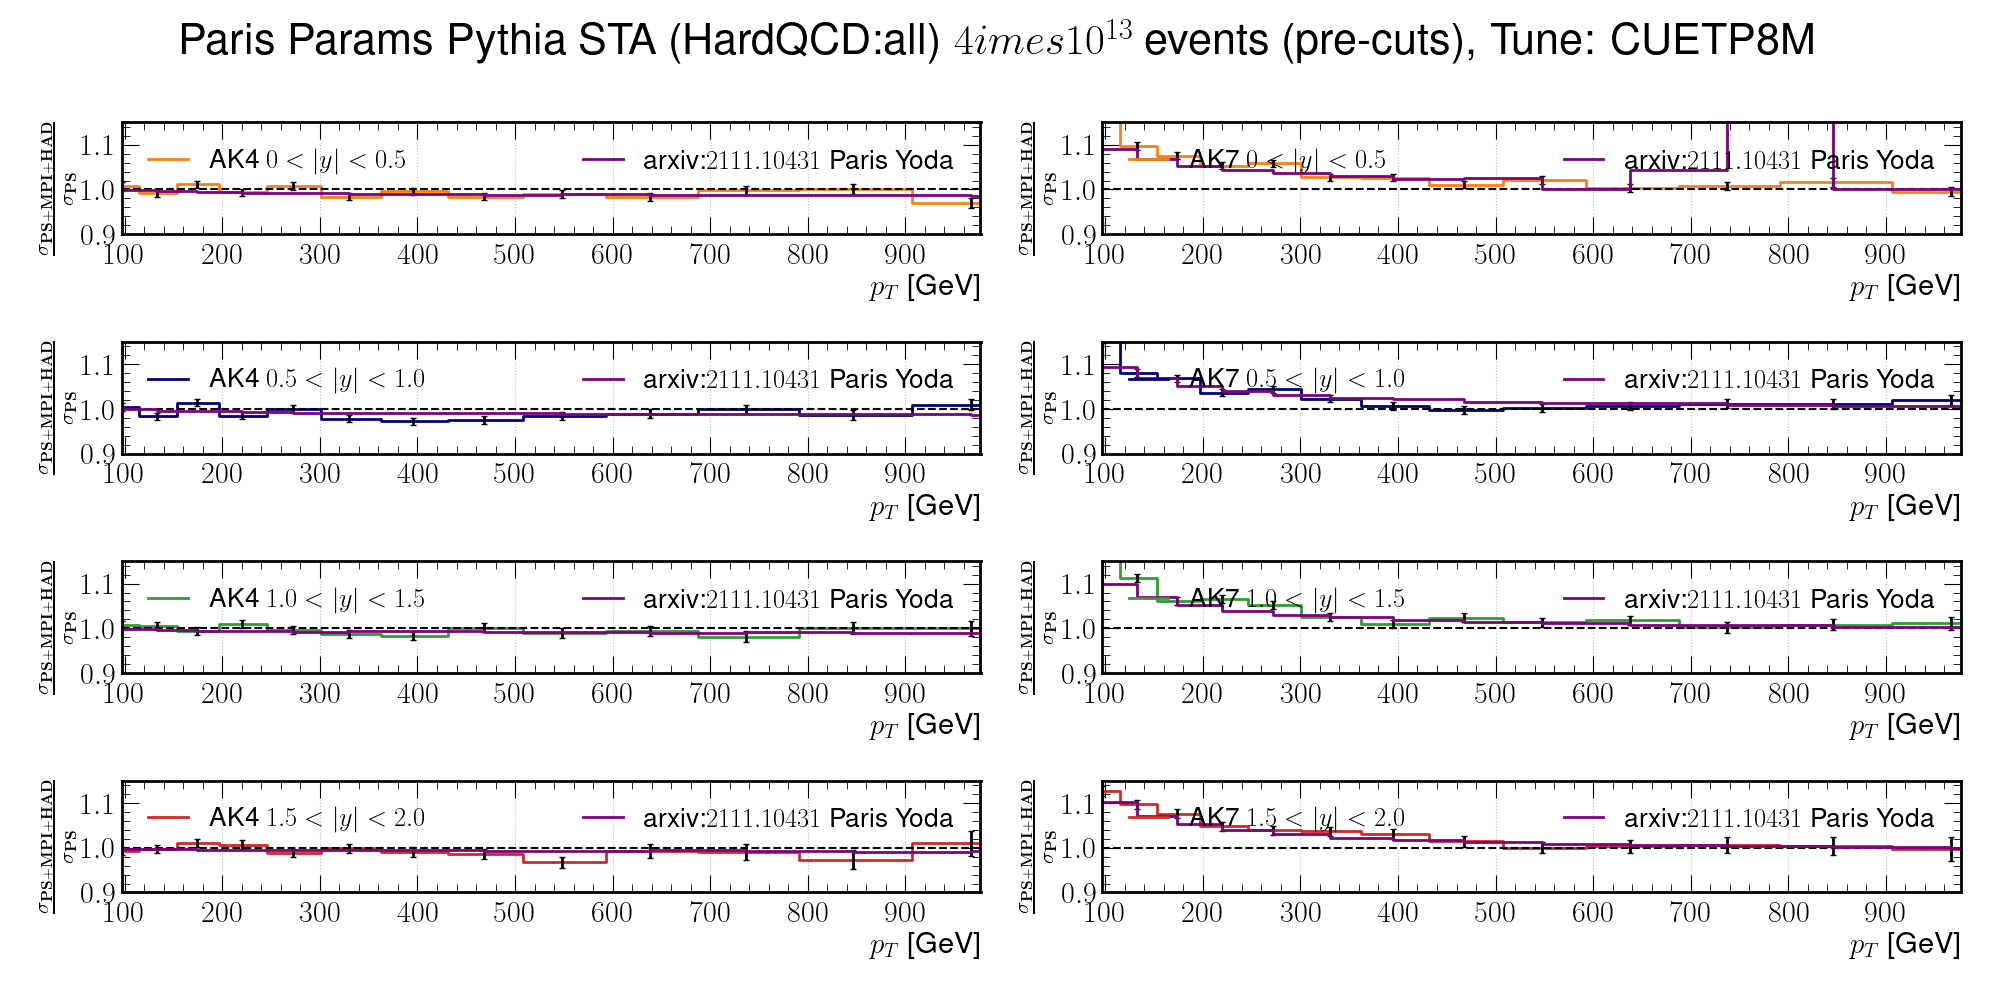 Paris Params Pythia STA (HardQCD:all) 4imes10^13 events (pre-cuts), Tune: CUETP8M
σPS+MPI+HAD
σPS
1.1
1.0
0.9
AK4 0 < |y| < 0.5
arxiv:2111.10431 Paris Yoda
100 200 300 400 500 600 700 800 900
pT [GeV]
σPS+MPI+HAD
σPS
1.1
1.0
0.9
AK7 0 < |y| < 0.5
arxiv:2111.10431 Paris Yoda
100 200 300 400 500 600 700 800 900
pT [GeV]
σPS+MPI+HAD
σPS
1.1
1.0
0.9
AK4 0.5 < |y| < 1.0
arxiv:2111.10431 Paris Yoda
100 200 300 400 500 600 700 800 900
pT [GeV]
σPS+MPI+HAD
σPS
1.1
1.0
0.9
AK7 0.5 < |y| < 1.0
arxiv:2111.10431 Paris Yoda
100 200 300 400 500 600 700 800 900
pT [GeV]
σPS+MPI+HAD
σPS
1.1
1.0
0.9
AK4 1.0 < |y| < 1.5
arxiv:2111.10431 Paris Yoda
100 200 300 400 500 600 700 800 900
pT [GeV]
σPS+MPI+HAD
σPS
1.1
1.0
0.9
AK7 1.0 < |y| < 1.5
arxiv:2111.10431 Paris Yoda
100 200 300 400 500 600 700 800 900
pT [GeV]
σPS+MPI+HAD
σPS
1.1
1.0
0.9
AK4 1.5 < |y| < 2.0
arxiv:2111.10431 Paris Yoda
100 200 300 400 500 600 700 800 900
pT [GeV]
σPS+MPI+HAD
σPS
1.1
1.0
0.9
AK7 1.5 < |y| < 2.0
arxiv:2111.10431 Paris Yoda
100 200 300 400 500 600 700 800 900
pT [GeV]